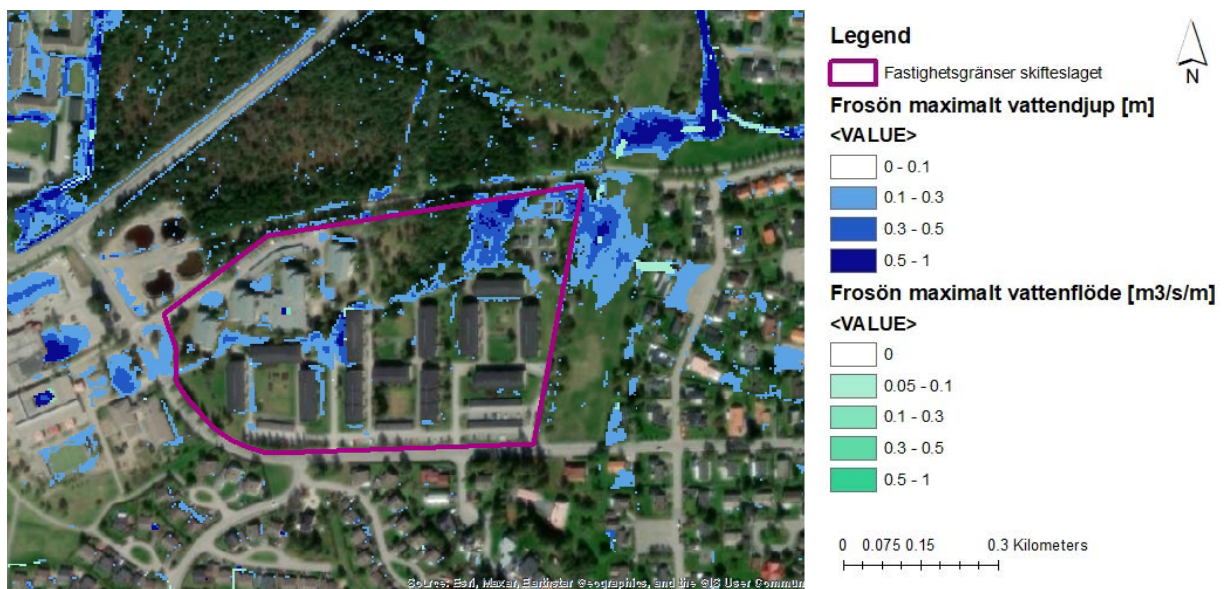 Legend
N
Fastighetsgränser skifteslaget
Frosön maximalt vattendjup [m]
<VALUE>
0 - 0.1
0.1 - 0.3
0.3 - 0.5
0.5 - 1
Frosön maximalt vattenflöde [m3/s/m]
<VALUE>
0
0.05 - 0.1
0.1 - 0.3
0.3 - 0.5
0.5 - 1
0 0.075 0.15 0.3 Kilometers
Source: Esri, Maxar, Earthstar Geographics, and the GIS User Commun